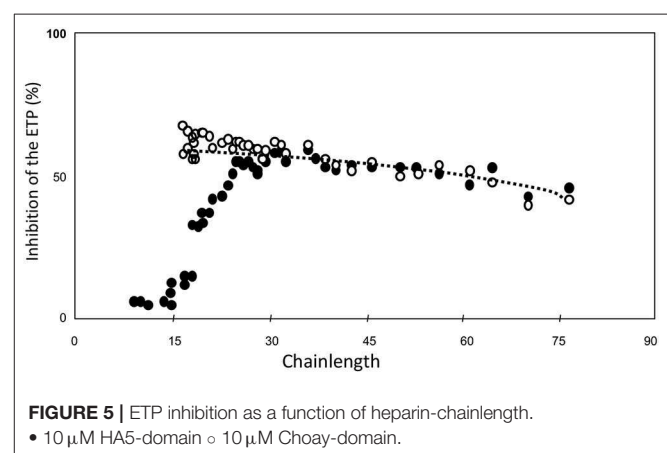 100
50
0
Inhibition of the ETP (%)
0 15 30 45 60 75 90
Chainlength
FIGURE 5 | ETP inhibition as a function of heparin-chainlength.
• 10 μM HA5-domain ○ 10 μM Choay-domain.